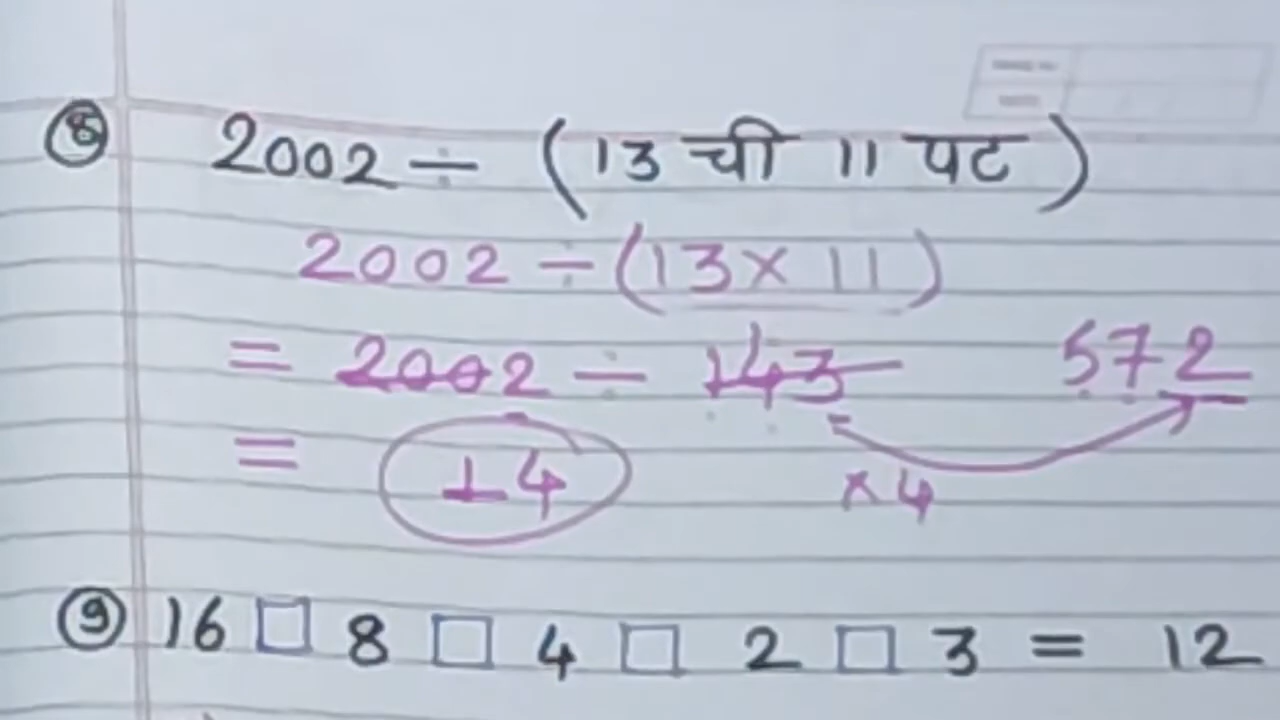 ⑧ 2002 ÷ (13 ची 11 पट)
2002 ÷ (13 × 11)
= 2002 ÷ 143 572
= 14 × 4
⑨ 16 □ 8 □ 4 □ 2 □ 3 = 12